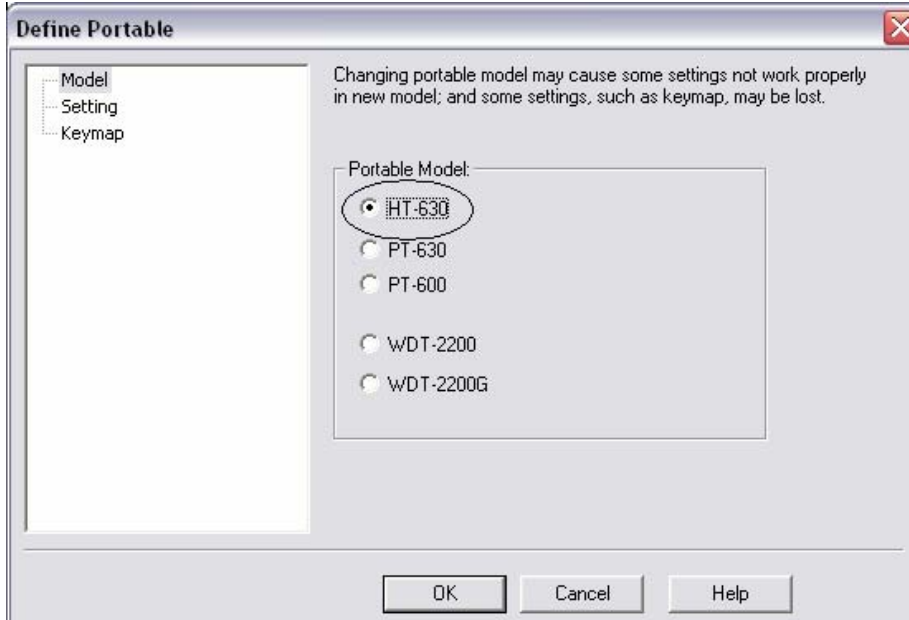 Define Portable
Model
Setting
Keymap
Changing portable model may cause some settings not work properly
in new model; and some settings, such as keymap, may be lost.
Portable Model:
HT-630
PT-630
PT-600
WDT-2200
WDT-2200G
OK
Cancel
Help